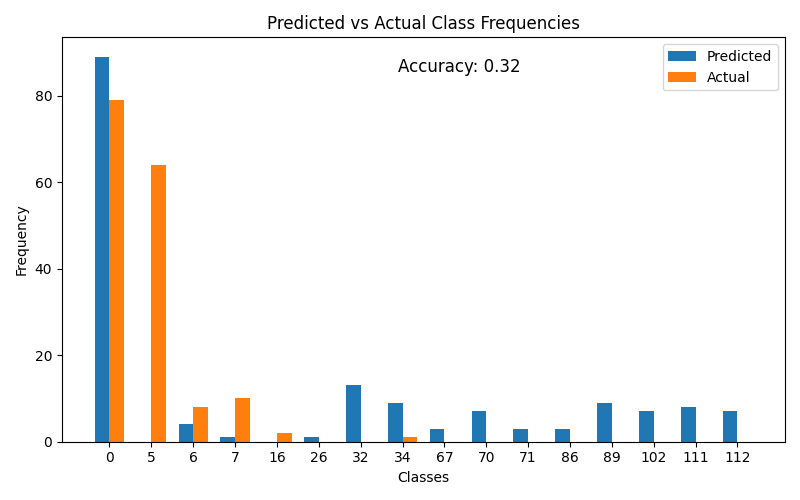 Predicted vs Actual Class Frequencies
Accuracy: 0.32
Predicted
Actual
Frequency
80
60
40
20
0
0 5 6 7 16 26 32 34 67 70 71 86 89 102 111 112
Classes